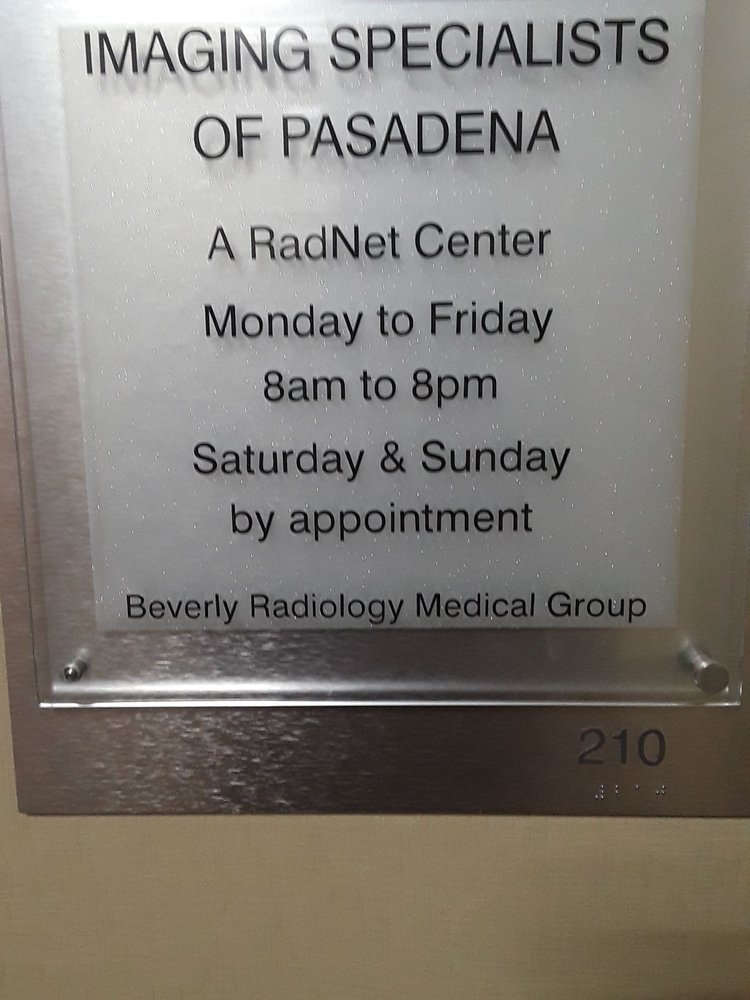 IMAGING SPECIALISTS
OF PASADENA
A RadNet Center
Monday to Friday
8am to 8pm
Saturday & Sunday
by appointment
Beverly Radiology Medical Group
210